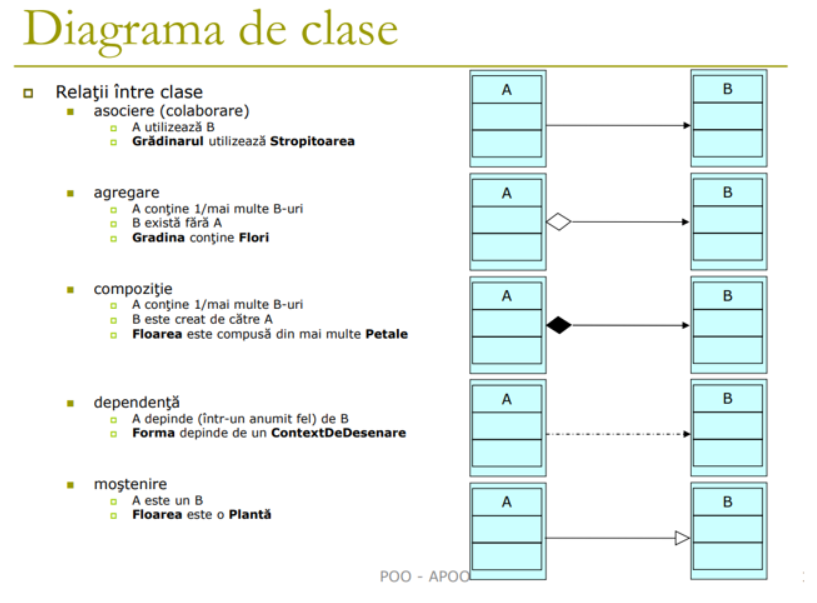 Diagrama de clase
Relaţii între clase
asociere (colaborare)
A utilizează B
Grădinarul utilizează Stropitoarea
A B
agregare
A conţine 1/mai multe B-uri
B există fără A
Gradina conţine Flori
A B
compoziţie
A conţine 1/mai multe B-uri
B este creat de către A
Floarea este compusă din mai multe Petale
A B
dependenţă
A depinde (într-un anumit fel) de B
Forma depinde de un ContextDeDesenare
A B
moştenire
A este un B
Floarea este o Plantă
A B
POO - APOO